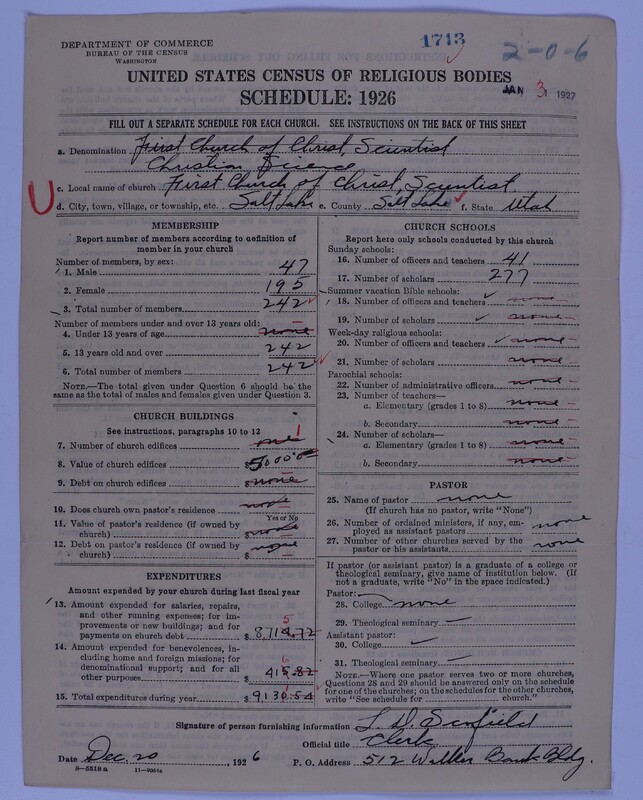 DEPARTMENT OF COMMERCE
BUREAU OF THE CENSUS
WASHINGTON
1713
2-0-6
JAN 3 1927
UNITED STATES CENSUS OF RELIGIOUS BODIES
SCHEDULE: 1926
FILL OUT A SEPARATE SCHEDULE FOR EACH CHURCH. SEE INSTRUCTIONS ON THE BACK OF THIS SHEET
a. Denomination First Church of Christ, Scientist
Christian Science
c. Local name of church First Church of Christ, Scientist
d. City, town, village, or township, etc. Salt Lake e. County Salt Lake f. State Utah
MEMBERSHIP
Report number of members according to definition of
member in your church
Number of members, by sex:
1. Male 47
2. Female 195
3. Total number of members 242
Number of members under and over 13 years old:
4. Under 13 years of age none
5. 13 years old and over 242
6. Total number of members 242
NOTE.—The total given under Question 6 should be the
same as the total of males and females given under Question 3.
CHURCH BUILDINGS
See instructions, paragraphs 10 to 12
7. Number of church edifices one 1
8. Value of church edifices $
9. Debt on church edifices $ none
10. Does church own pastor's residence
Yes or No
11. Value of pastor's residence (if owned by
church) $ none
12. Debt on pastor's residence (if owned by
church) $ none
EXPENDITURES
Amount expended by your church during last fiscal year
13. Amount expended for salaries, repairs,
and other running expenses; for im-
provements or new buildings; and for
payments on church debt $ 8,714.72
5
14. Amount expended for benevolences, in-
cluding home and foreign missions; for
denominational support; and for all
other purposes $ 415.82
6
15. Total expenditures during year $ 9,130.54
CHURCH SCHOOLS
Report here only schools conducted by this church
Sunday schools:
16. Number of officers and teachers 41
17. Number of scholars 277
Summer vacation Bible schools:
18. Number of officers and teachers none
19. Number of scholars none
Week-day religious schools:
20. Number of officers and teachers none
21. Number of scholars none
Parochial schools:
22. Number of administrative officers none
23. Number of teachers—
a. Elementary (grades 1 to 8) none
b. Secondary none
24. Number of scholars—
a. Elementary (grades 1 to 8) none
b. Secondary none
PASTOR
25. Name of pastor none
(If church has no pastor, write "None")
26. Number of ordained ministers, if any, em-
ployed as assistant pastors none
27. Number of other churches served by the
pastor or his assistants none
If pastor (or assistant pastor) is a graduate of a college or
theological seminary, give name of institution below. (If
not a graduate, write "No" in the space indicated.)
Pastor:
28. College none
29. Theological seminary
Assistant pastor:
30. College
31. Theological seminary
NOTE.—Where one pastor serves two or more churches,
Questions 28 and 29 should be answered only on the schedule
for one of the churches; on the schedules for the other churches,
write "See schedule for church."
Signature of person furnishing information
Official title Clerk
Date Dec. 20, 1926 P. O. Address 512 Walker Bank Bldg.
8—5318a 11—9054a